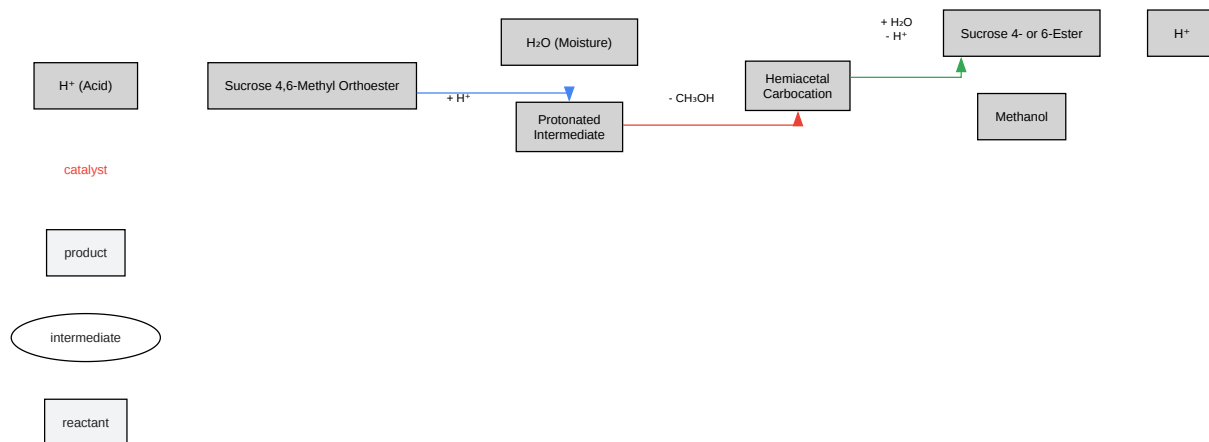 H⁺ (Acid)
Sucrose 4,6-Methyl Orthoester
+ H⁺
H₂O (Moisture)
Protonated
Intermediate
- CH₃OH
Hemiacetal
Carbocation
+ H₂O
- H⁺
Sucrose 4- or 6-Ester
Methanol
H⁺
catalyst
product
intermediate
reactant